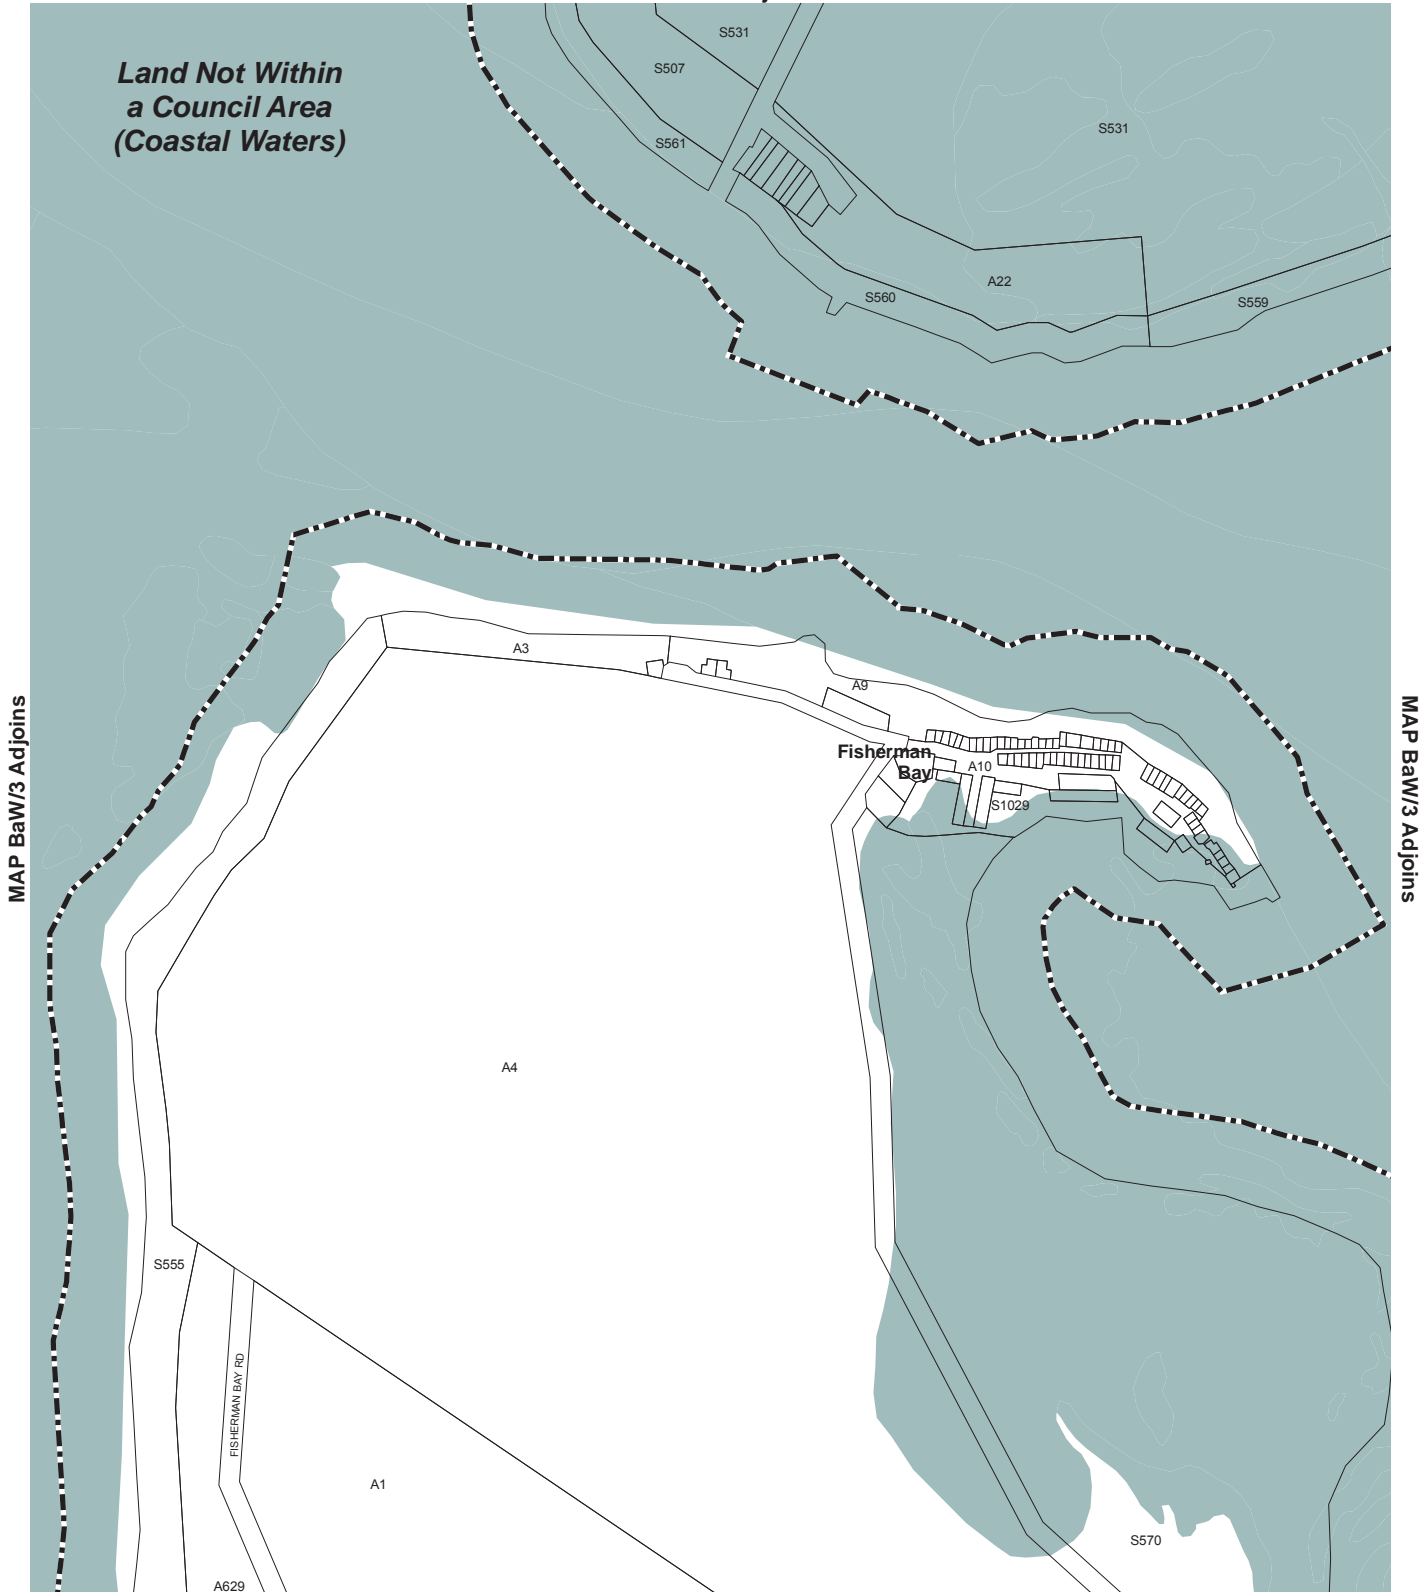 S531
Land Not Within
a Council Area
(Coastal Waters)
S507
S531
S561
A22
S560
S559
A3
A9
MAP BaW/3 Adjoins
MAP BaW/3 Adjoins
Fisherman
Bay
A10
S1029
A4
S555
FISHERMAN BAY RD
A1
S570
A629